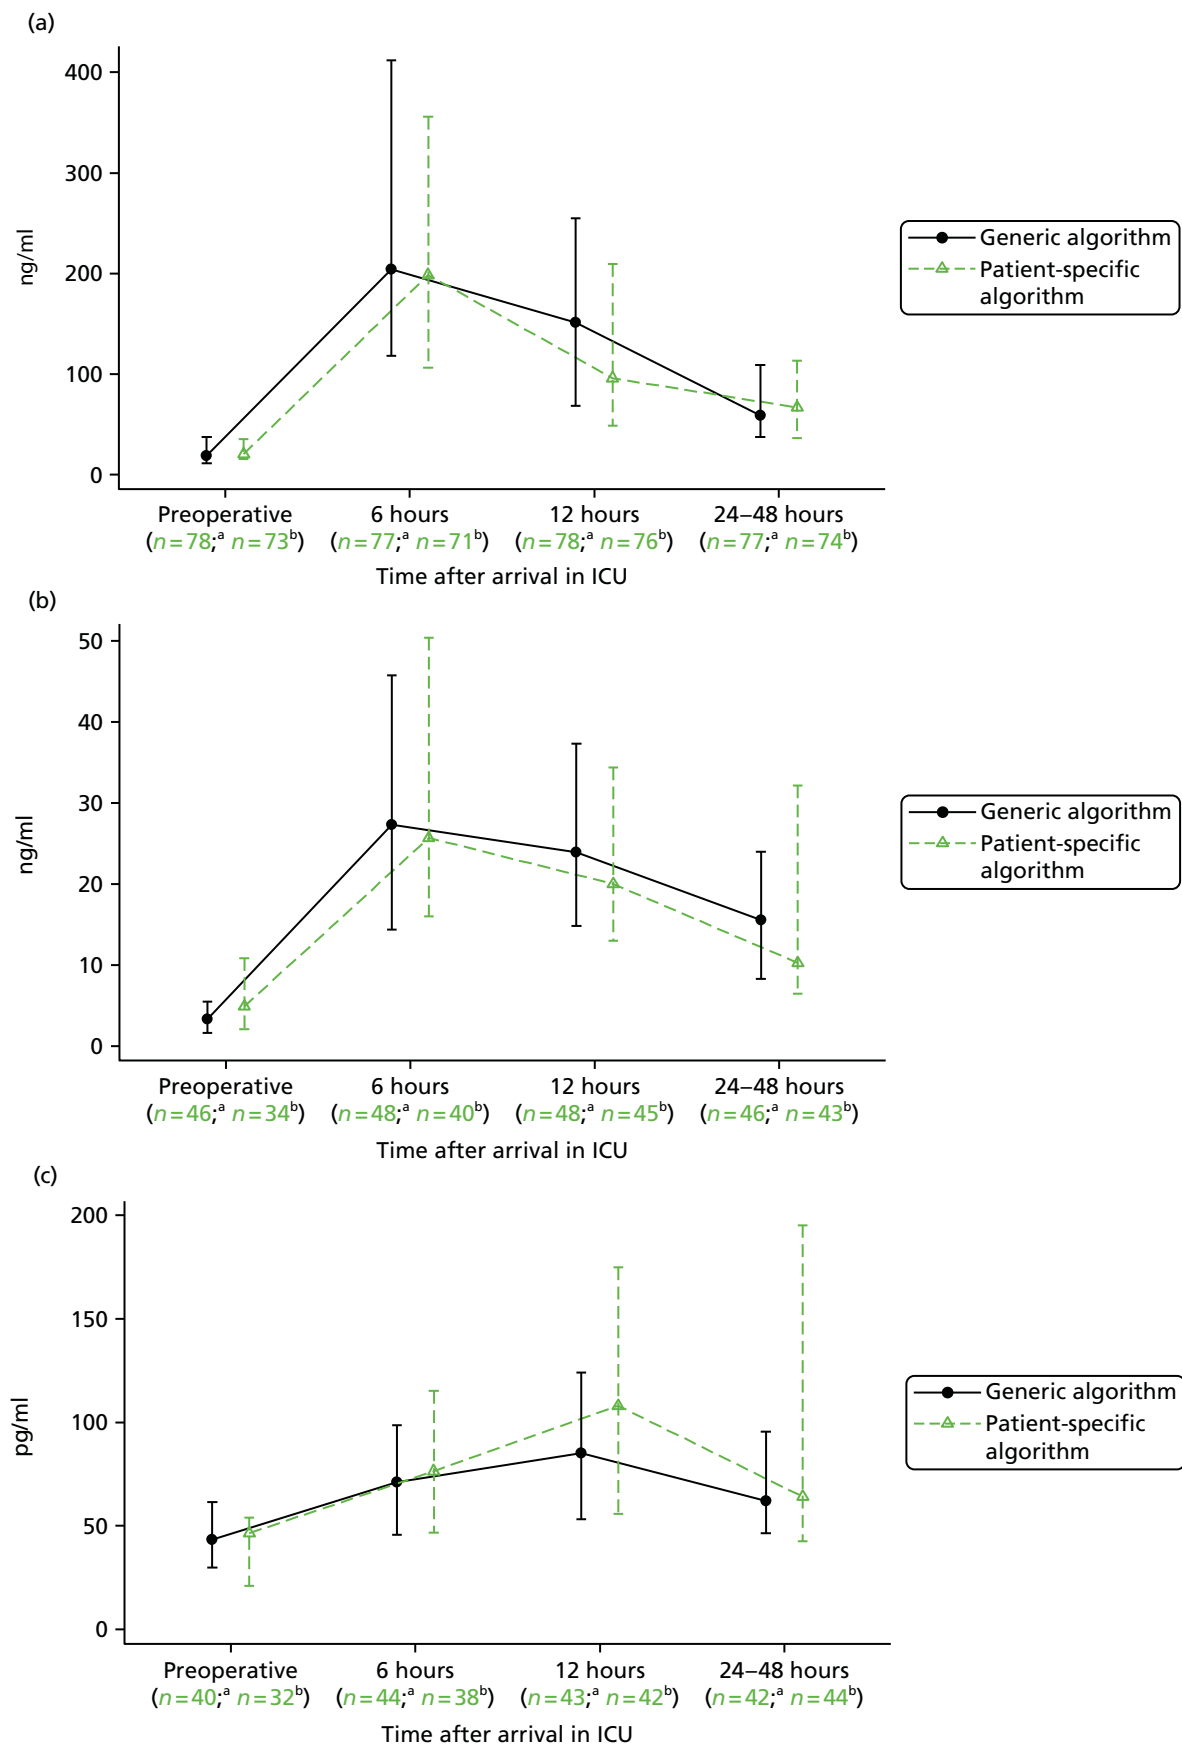 (a)
400
300
200
100
0
ng/ml
Generic algorithm
Patient-specific
algorithm
Preoperative 6 hours 12 hours 24–48 hours
(n=78;ᵃ n=73ᵇ) (n=77;ᵃ n=71ᵇ) (n=78;ᵃ n=76ᵇ) (n=77;ᵃ n=74ᵇ)
Time after arrival in ICU
(b)
50
40
30
20
10
0
ng/ml
Generic algorithm
Patient-specific
algorithm
Preoperative 6 hours 12 hours 24–48 hours
(n=46;ᵃ n=34ᵇ) (n=48;ᵃ n=40ᵇ) (n=48;ᵃ n=45ᵇ) (n=46;ᵃ n=43ᵇ)
Time after arrival in ICU
(c)
200
150
100
50
0
pg/ml
Generic algorithm
Patient-specific
algorithm
Preoperative 6 hours 12 hours 24–48 hours
(n=40;ᵃ n=32ᵇ) (n=44;ᵃ n=38ᵇ) (n=43;ᵃ n=42ᵇ) (n=42;ᵃ n=44ᵇ)
Time after arrival in ICU